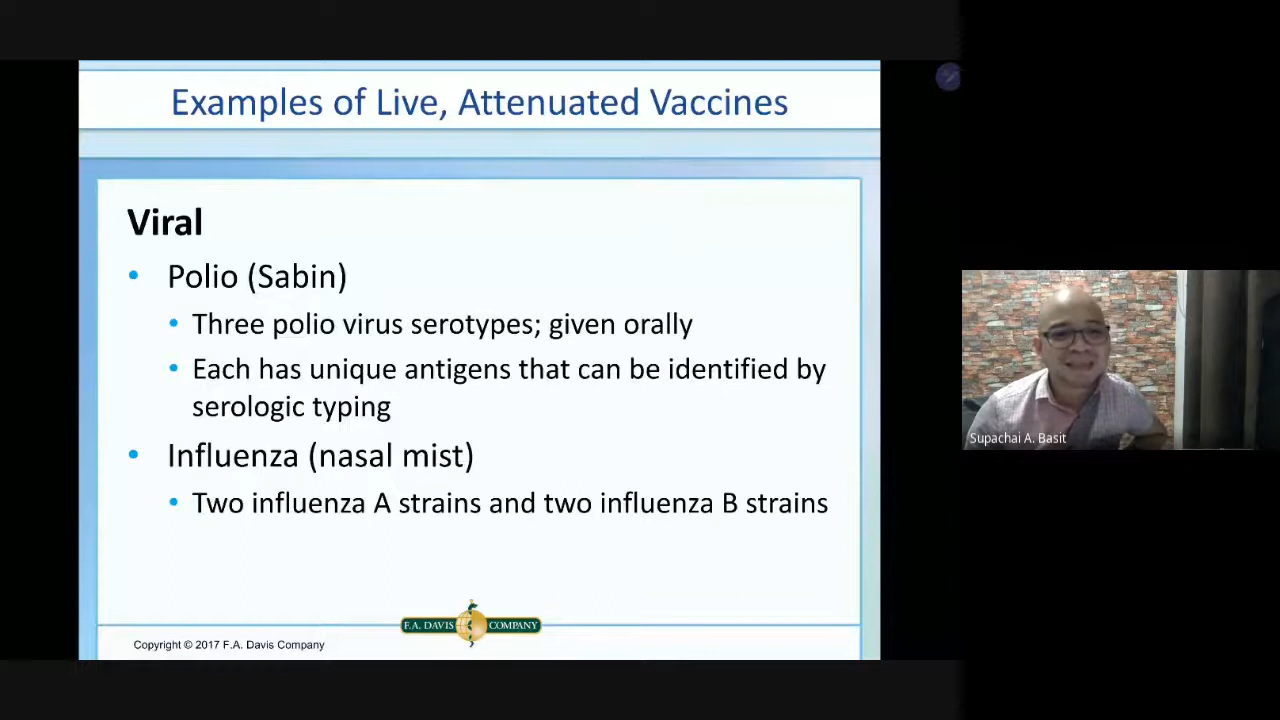 Examples of Live, Attenuated Vaccines
Viral
• Polio (Sabin)
• Three polio virus serotypes; given orally
• Each has unique antigens that can be identified by
serologic typing
• Influenza (nasal mist)
• Two influenza A strains and two influenza B strains
F.A. DAVIS COMPANY
Copyright © 2017 F.A. Davis Company
Supachai A. Basit